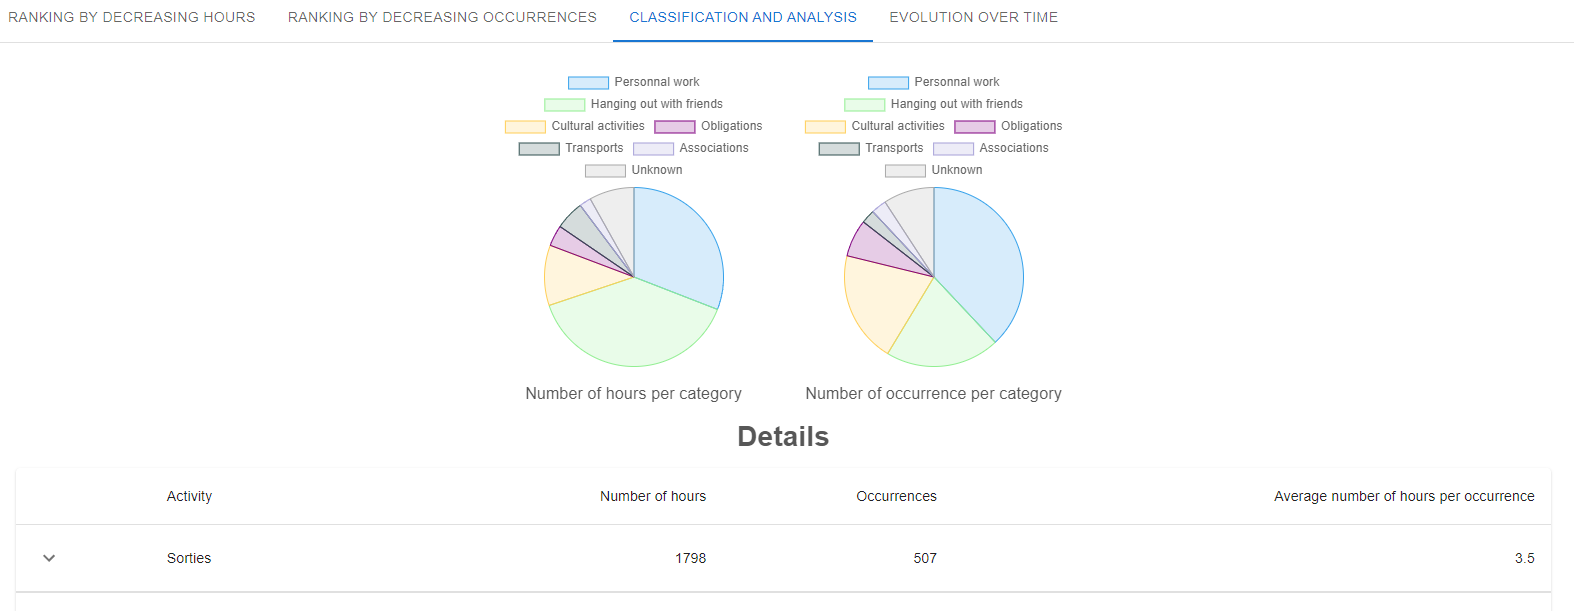 RANKING BY DECREASING HOURS RANKING BY DECREASING OCCURRENCES CLASSIFICATION AND ANALYSIS EVOLUTION OVER TIME
Personnal work
Hanging out with friends
Cultural activities Obligations
Transports Associations
Unknown
Number of hours per category
Personnal work
Hanging out with friends
Cultural activities Obligations
Transports Associations
Unknown
Number of occurrence per category
Details
Activity Number of hours Occurrences Average number of hours per occurrence
Sorties 1798 507 3.5